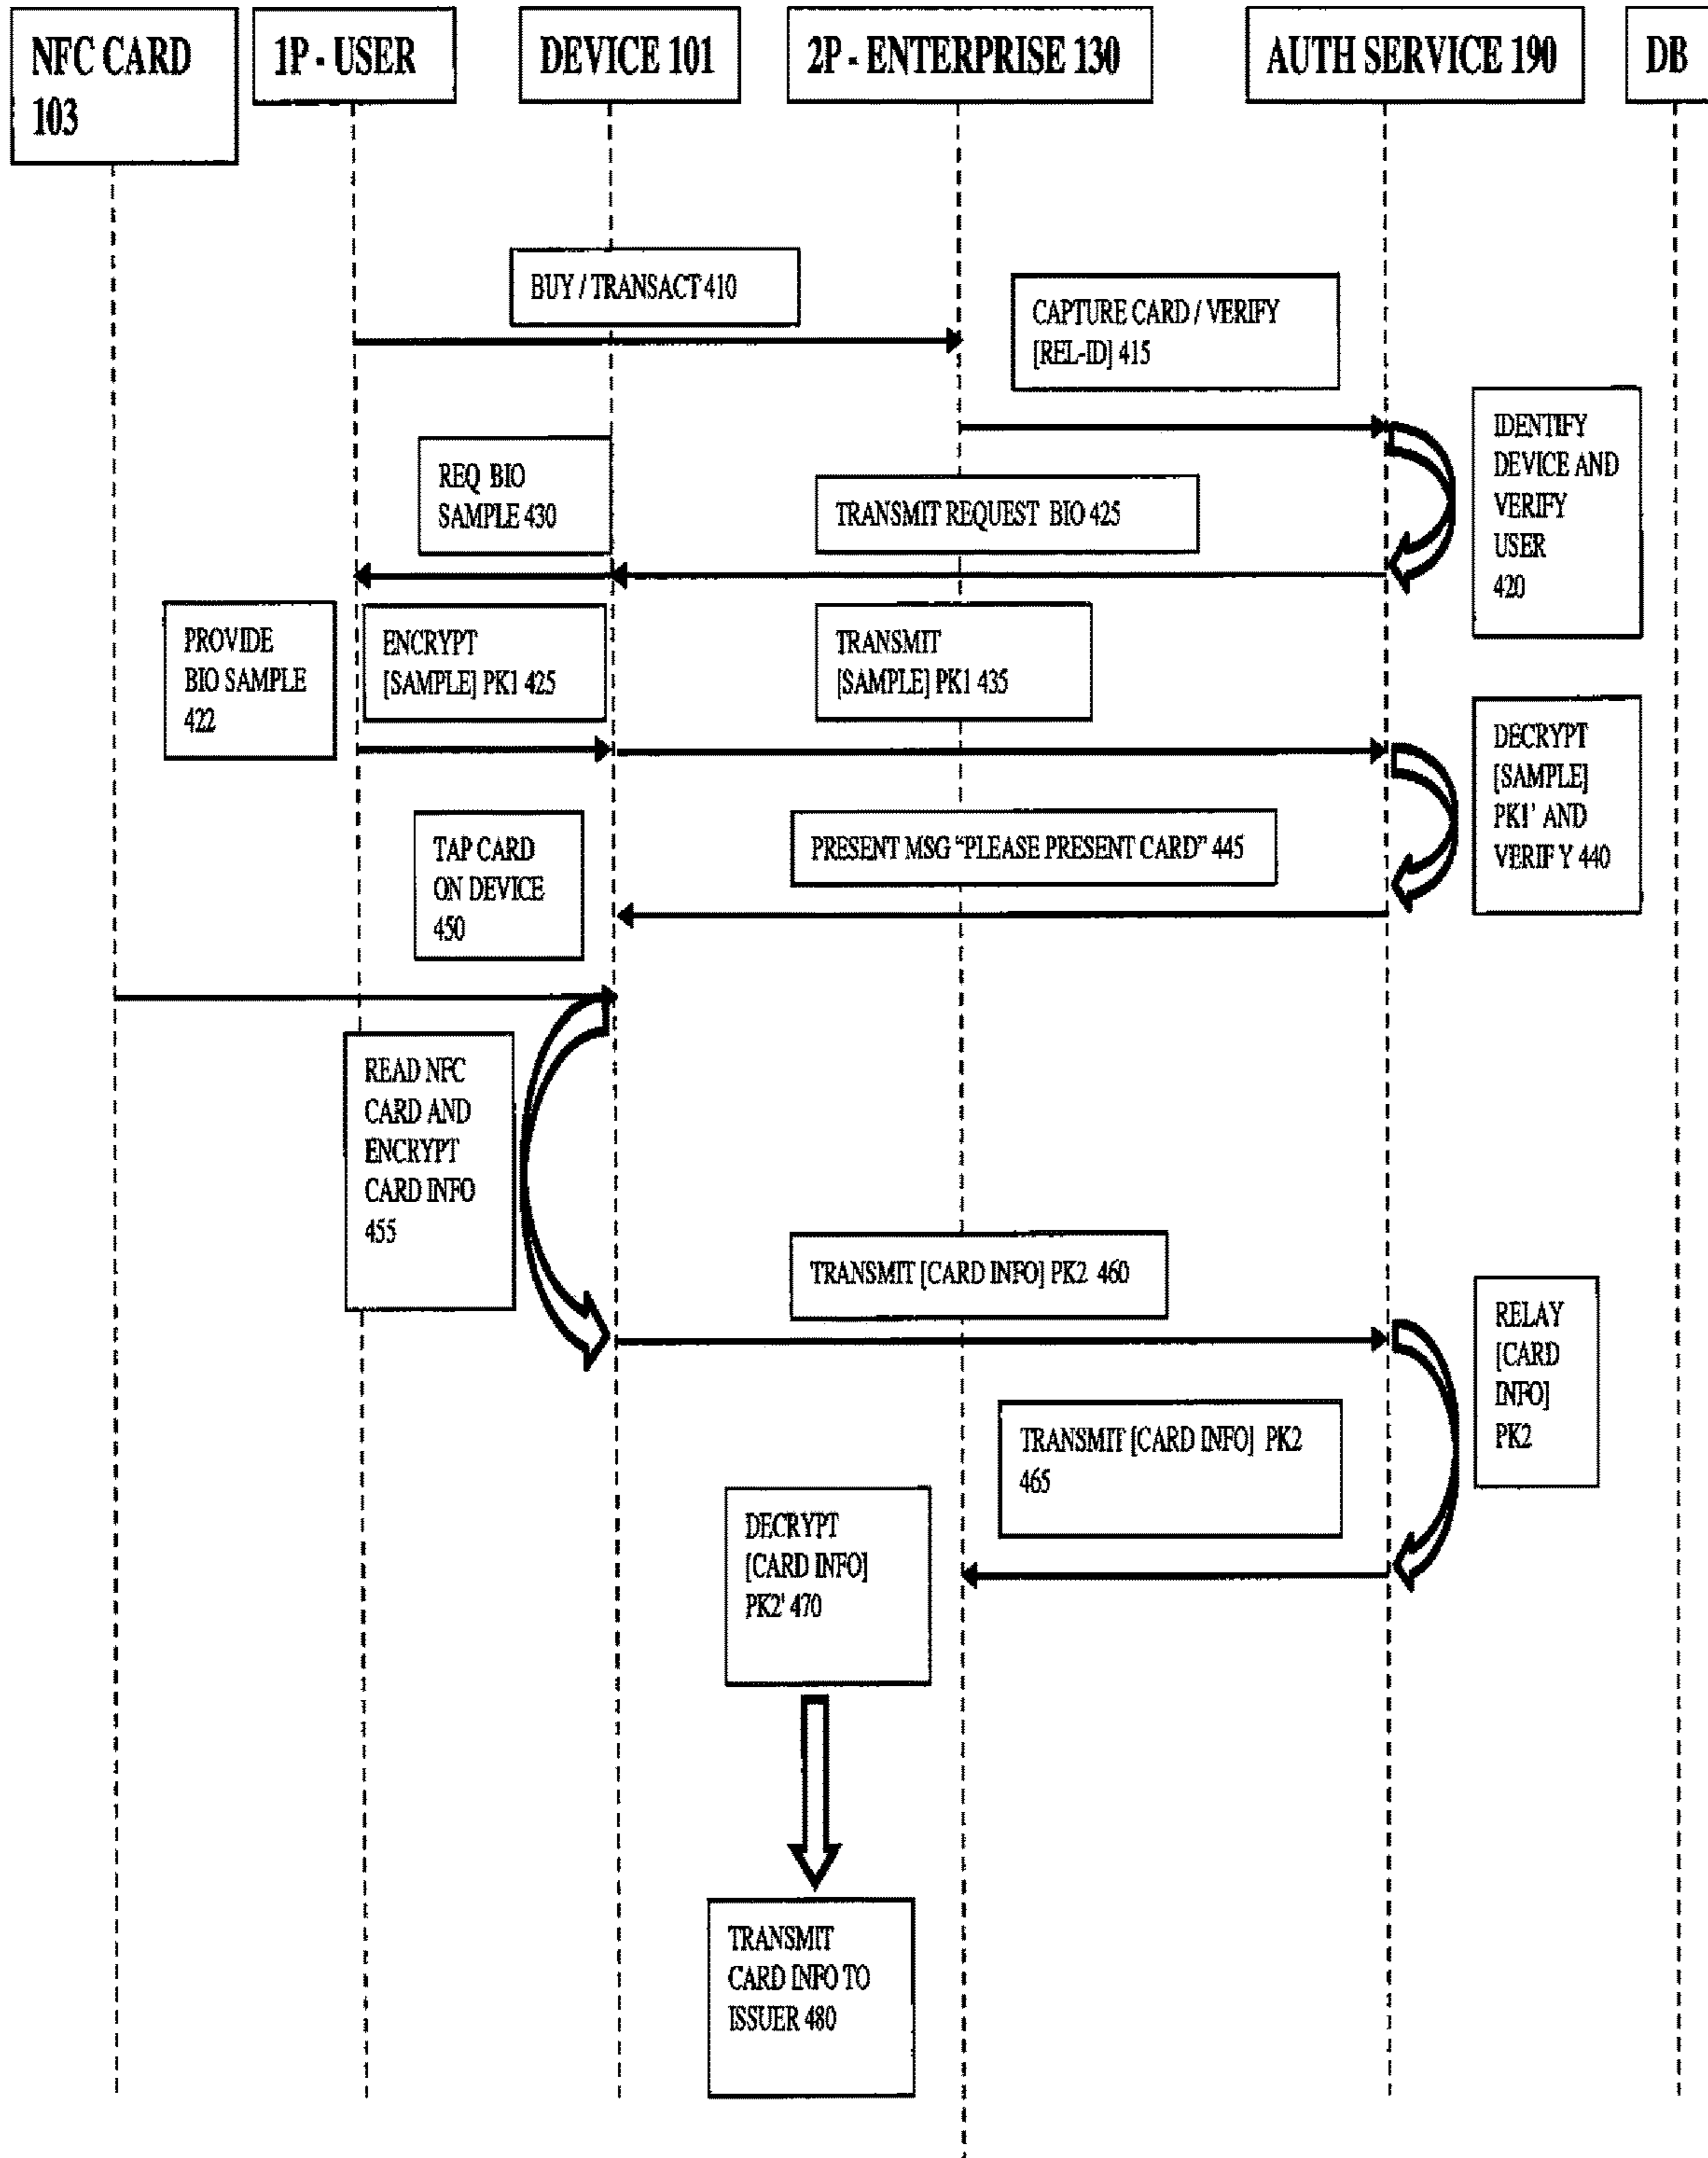 NFC CARD
103
1P - USER
DEVICE 101
2P - ENTERPRISE 130
AUTH SERVICE 190
DB
BUY / TRANSACT 410
CAPTURE CARD / VERIFY
[REL-ID] 415
IDENTIFY
DEVICE AND
VERIFY
USER
420
REQ BIO
SAMPLE 430
TRANSMIT REQUEST BIO 425
PROVIDE
BIO SAMPLE
422
ENCRYPT
[SAMPLE] PK1 425
TRANSMIT
[SAMPLE] PK1 435
DECRYPT
[SAMPLE]
PK1' AND
VERIFY 440
TAP CARD
ON DEVICE
450
PRESENT MSG “PLEASE PRESENT CARD” 445
READ NFC
CARD AND
ENCRYPT
CARD INFO
455
TRANSMIT [CARD INFO] PK2 460
RELAY
[CARD
INFO]
PK2
TRANSMIT [CARD INFO] PK2
465
DECRYPT
[CARD INFO]
PK2' 470
TRANSMIT
CARD INFO TO
ISSUER 480